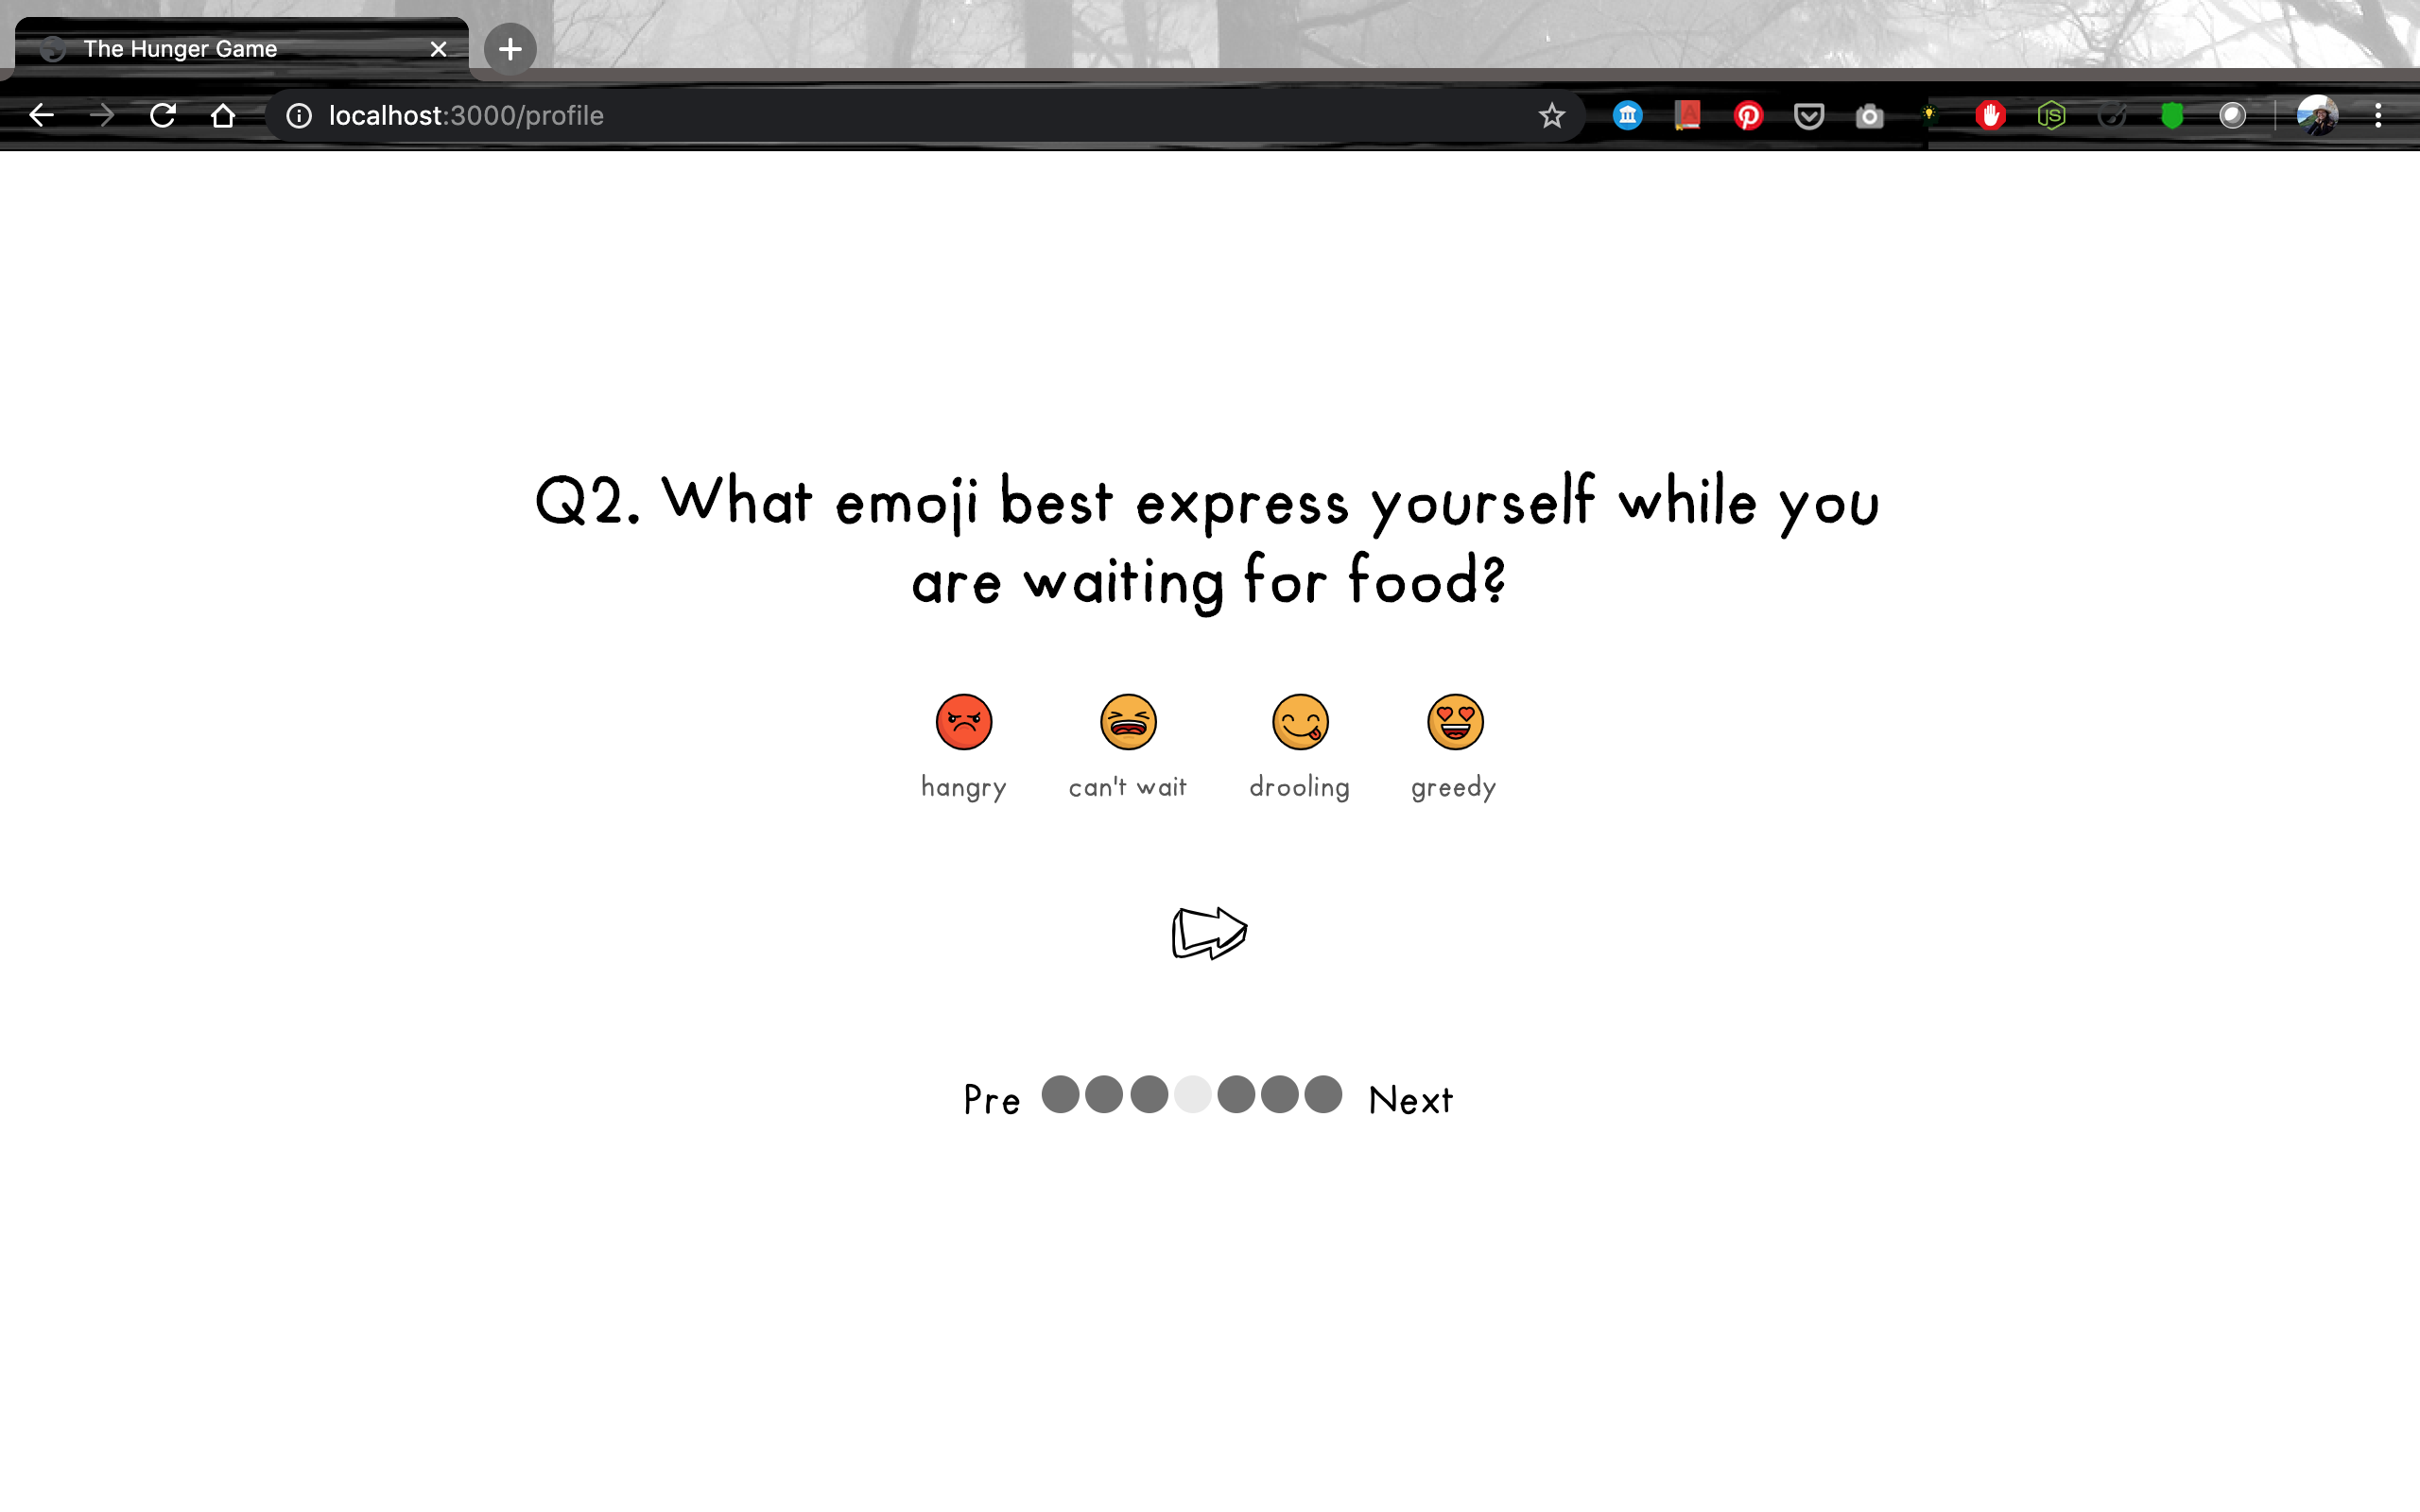 The Hunger Game
localhost:3000/profile
Q2. What emoji best express yourself while you
are waiting for food?
hangry can't wait drooling greedy
Pre Next